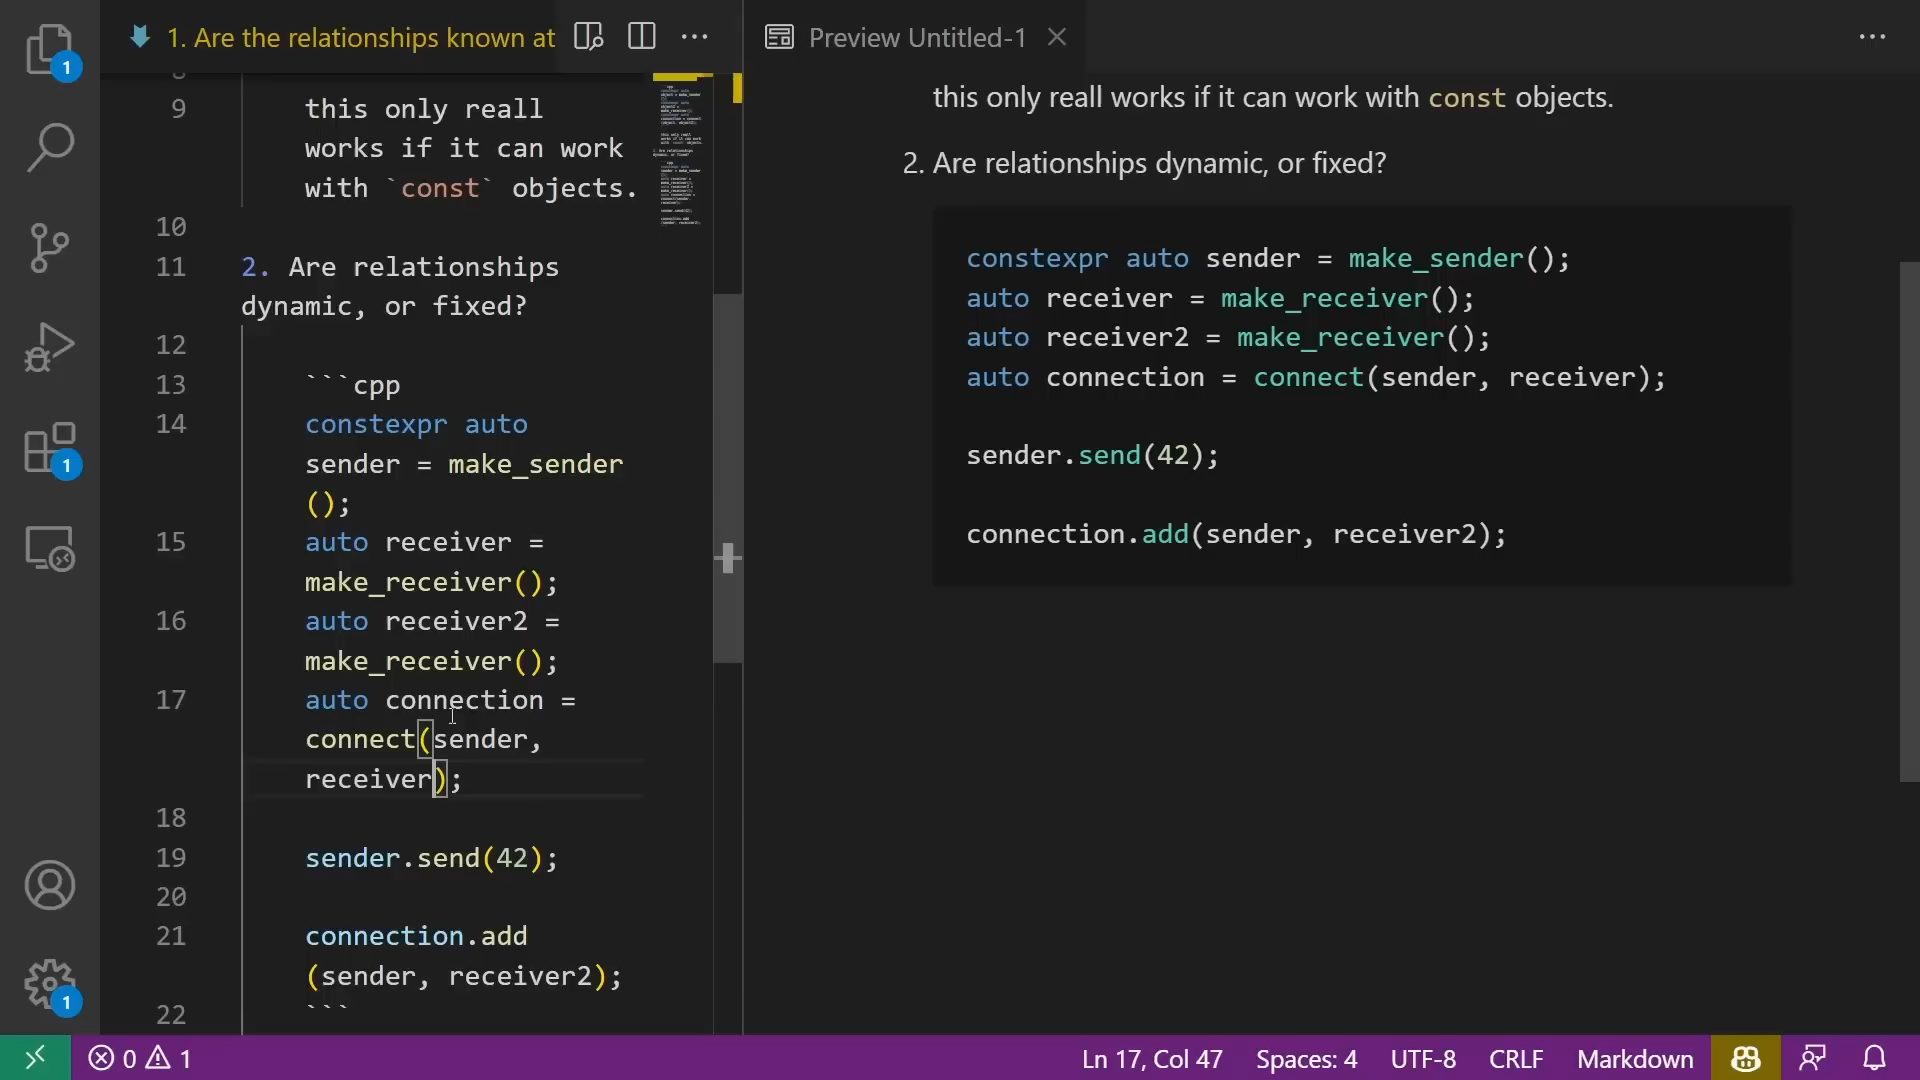 1. Are the relationships known at
Preview Untitled-1
1
1
1
8
9
this only reall
works if it can work
with `const` objects.
10
11
2. Are relationships
dynamic, or fixed?
12
13
```cpp
14
constexpr auto
sender = make_sender
();
15
auto receiver =
make_receiver();
16
auto receiver2 =
make_receiver();
17
auto connection =
connect(sender,
receiver);
18
19
sender.send(42);
20
21
connection.add
(sender, receiver2);
22
```
this only reall works if it can work with const objects.
2. Are relationships dynamic, or fixed?
constexpr auto sender = make_sender();
auto receiver = make_receiver();
auto receiver2 = make_receiver();
auto connection = connect(sender, receiver);
sender.send(42);
connection.add(sender, receiver2);
0 1
Ln 17, Col 47 Spaces: 4 UTF-8 CRLF Markdown